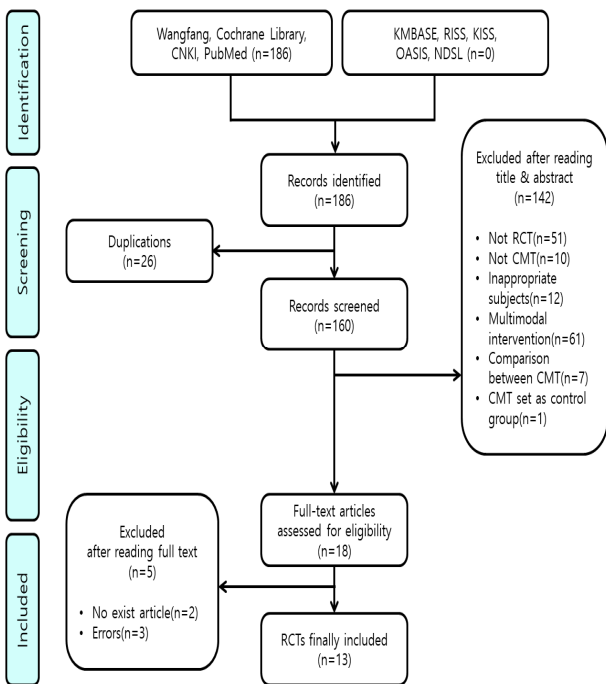 Identification
Wangfang, Cochrane Library,
CNKI, PubMed (n=186)
KMBASE, RISS, KISS,
OASIS, NDSL (n=0)
Screening
Records identified
(n=186)
Duplications
(n=26)
Records screened
(n=160)
Excluded after reading
title & abstract
(n=142)
• Not RCT(n=51)
• Not CMT(n=10)
• Inappropriate
subjects(n=12)
• Multimodal
intervention(n=61)
• Comparison
between CMT(n=7)
• CMT set as control
group(n=1)
Eligibility
Full-text articles
assessed for eligibility
(n=18)
Included
Excluded
after reading full text
(n=5)
• No exist article(n=2)
• Errors(n=3)
RCTs finally included
(n=13)